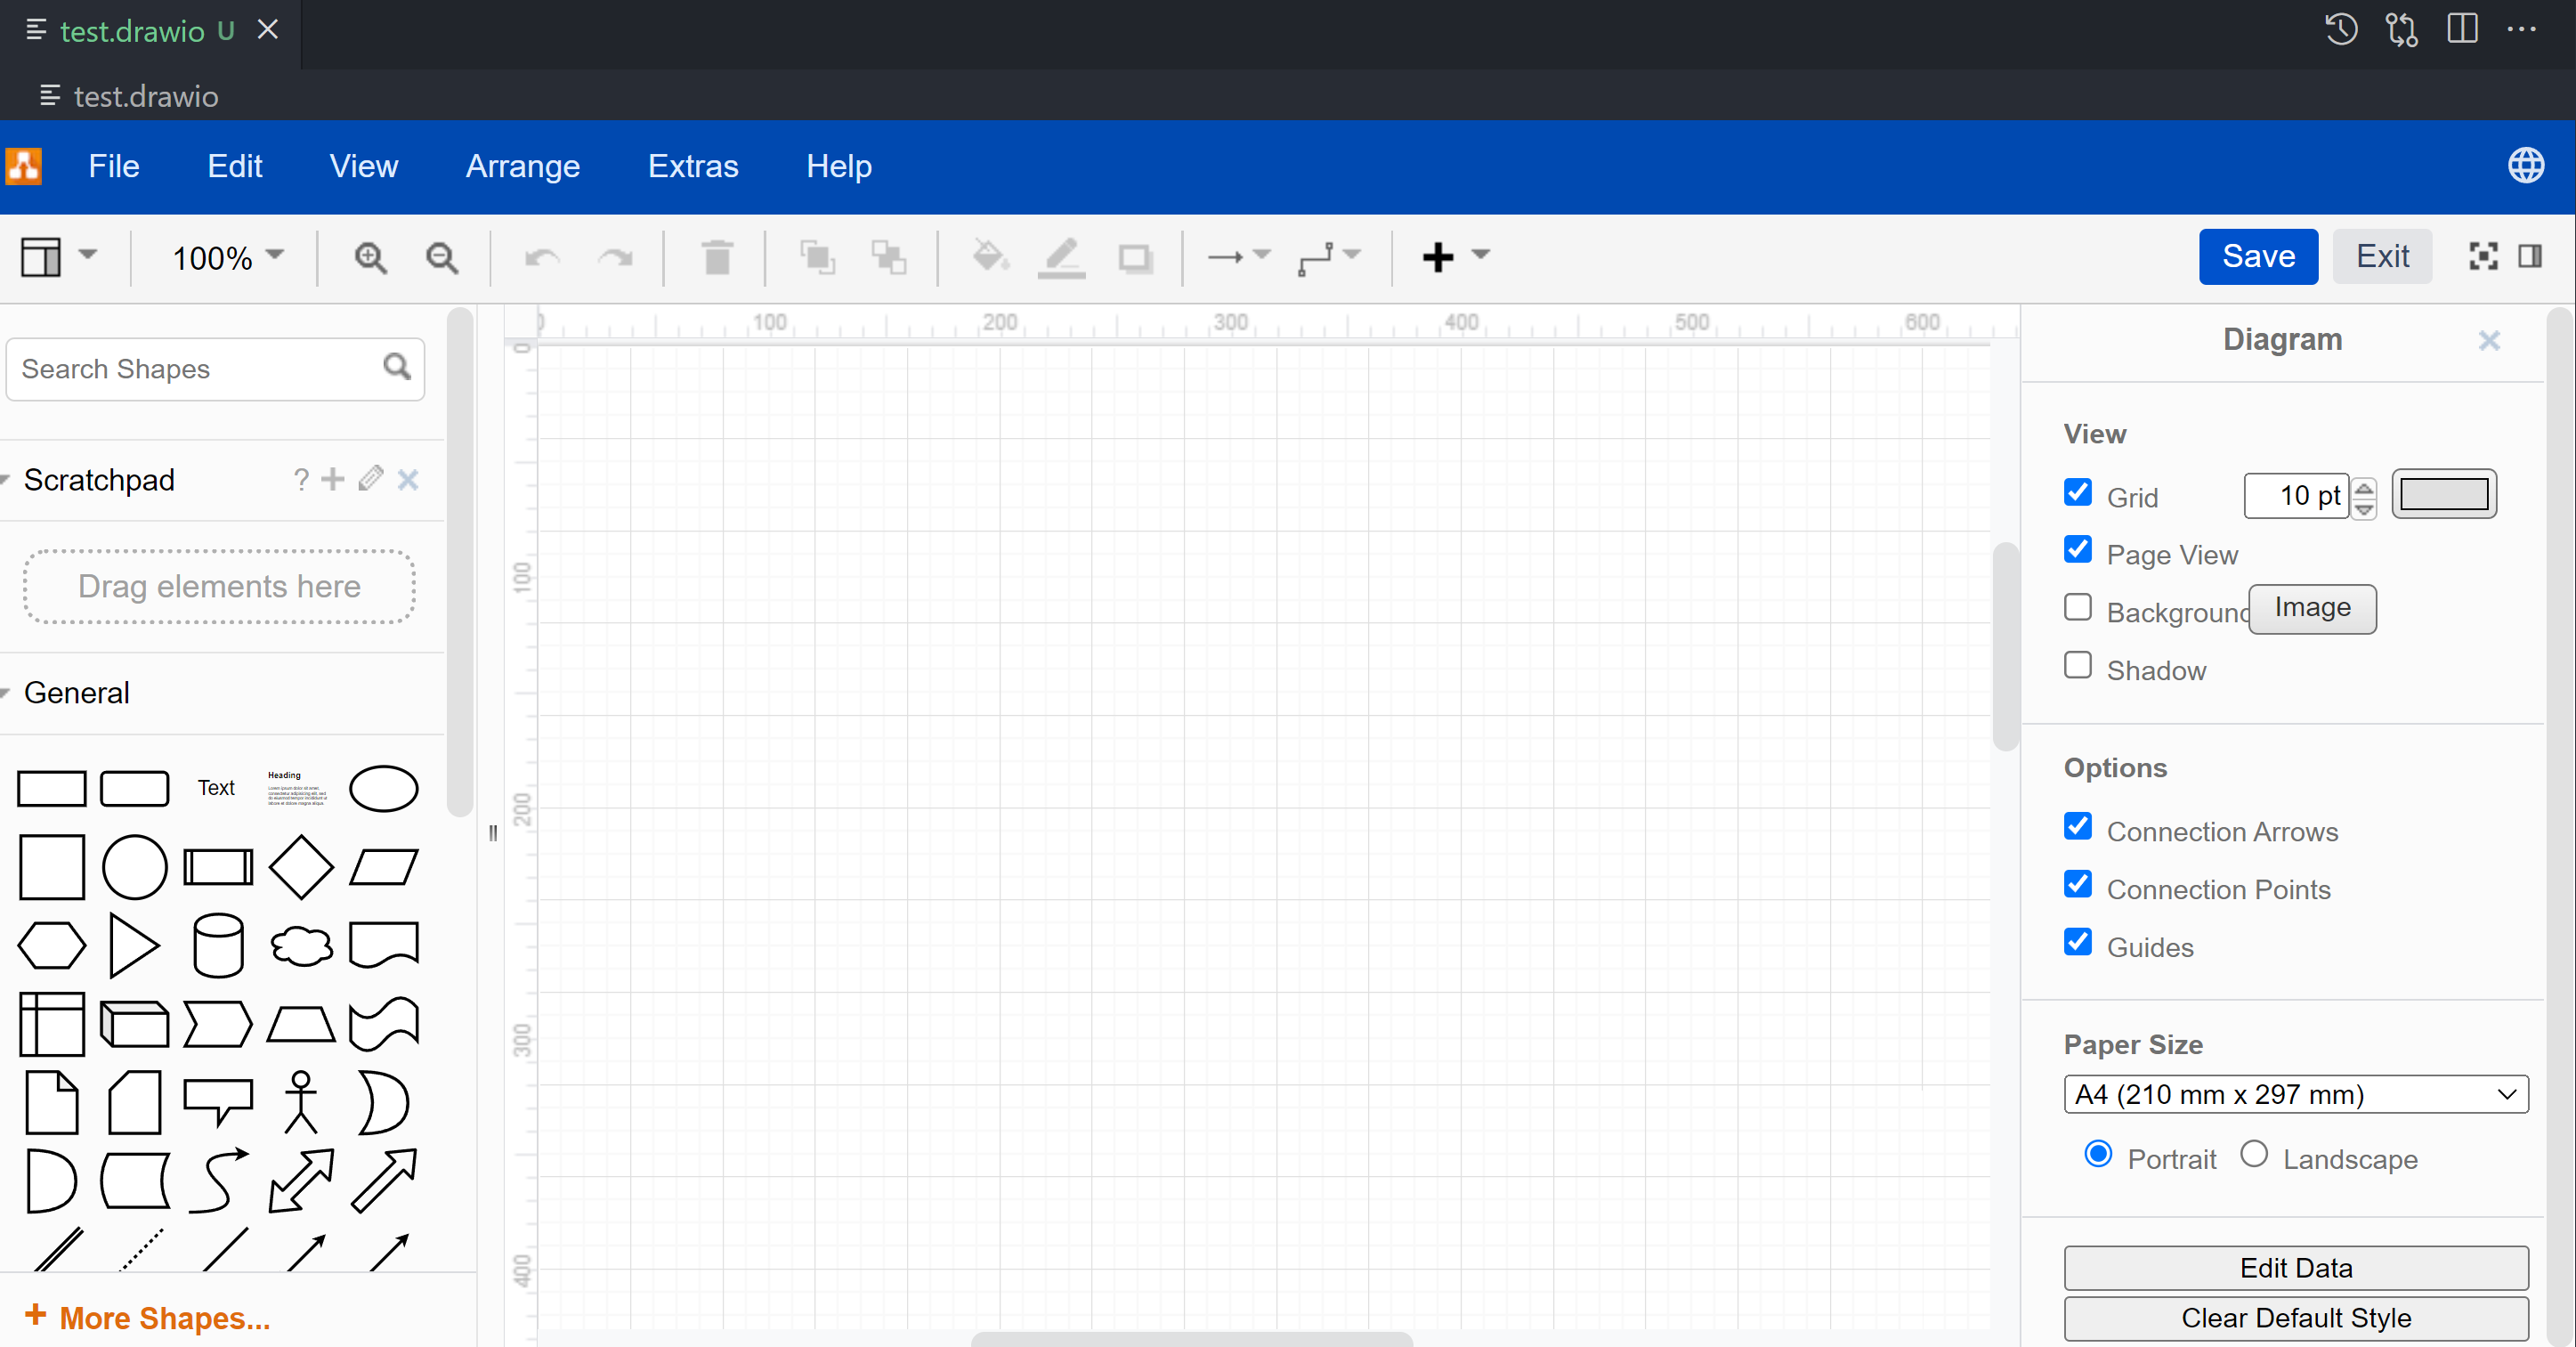 test.drawio U
test.drawio
File Edit View Arrange Extras Help
100% Save Exit
Search Shapes
Scratchpad ?
Drag elements here
General
Text Heading
More Shapes...
0 100 200 300 400 500 600
0
100
200
300
400
Diagram
View
Grid 10 pt
Page View
Background Image
Shadow
Options
Connection Arrows
Connection Points
Guides
Paper Size
A4 (210 mm x 297 mm)
Portrait Landscape
Edit Data
Clear Default Style